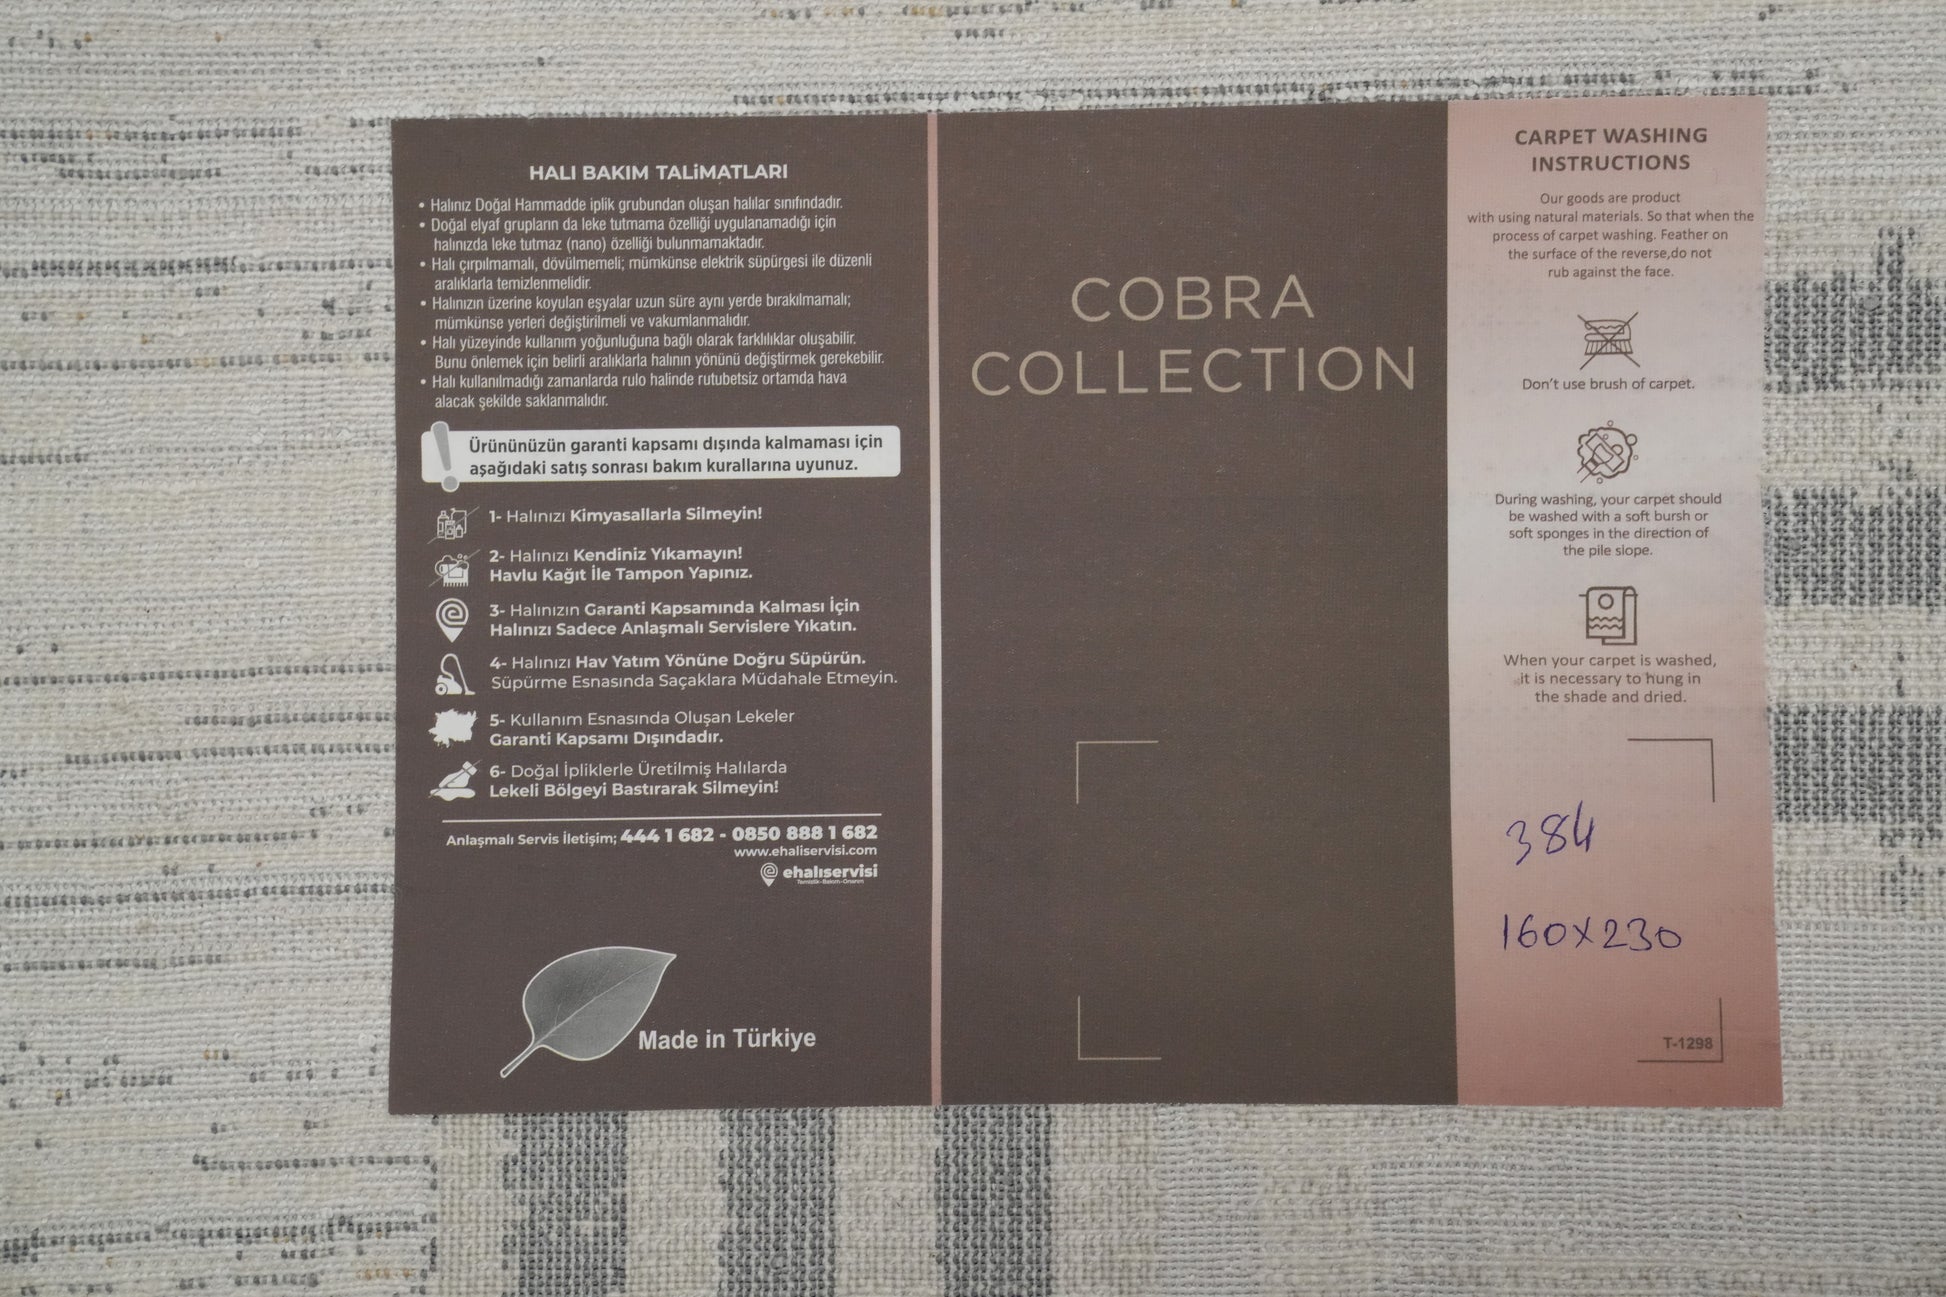 HALI BAKIM TALİMATLARI
• Halınız Doğal Hammadde iplik grubundan oluşan halılar sınıfındadır.
• Doğal elyaf grupların da leke tutmama özelliği uygulanamadığı için
halınızda leke tutmaz (nano) özelliği bulunmamaktadır.
• Halı çırpılmamalı, dövülmemeli; mümkünse elektrik süpürgesi ile düzenli
aralıklarla temizlenmelidir.
• Halınızın üzerine koyulan eşyalar uzun süre aynı yerde bırakılmamalı;
mümkünse yerleri değiştirilmeli ve vakumlanmalıdır.
• Halı yüzeyinde kullanım yoğunluğuna bağlı olarak farklılıklar oluşabilir.
Bunu önlemek için belirli aralıklarla halının yönünü değiştirmek gerekebilir.
• Halı kullanılmadığı zamanlarda rulo halinde rutubetsiz ortamda hava
alacak şekilde saklanmalıdır.
Ürününüzün garanti kapsamı dışında kalmaması için
aşağıdaki satış sonrası bakım kurallarına uyunuz.
1- Halınızı Kimyasallarla Silmeyin!
2- Halınızı Kendiniz Yıkamayın!
Havlu Kağıt İle Tampon Yapınız.
3- Halınızın Garanti Kapsamında Kalması İçin
Halınızı Sadece Anlaşmalı Servislere Yıkatın.
4- Halınızı Hav Yatım Yönüne Doğru Süpürün.
Süpürme Esnasında Saçaklara Müdahale Etmeyin.
5- Kullanım Esnasında Oluşan Lekeler
Garanti Kapsamı Dışındadır.
6- Doğal İpliklerle Üretilmiş Halılarda
Lekeli Bölgeyi Bastırarak Silmeyin!
Anlaşmalı Servis İletişim; 444 1 682 - 0850 888 1 682
www.ehaliservisi.com
ehalıservisi
Temizlik-Bakım-Onarım
Made in Türkiye
COBRA
COLLECTION
CARPET WASHING
INSTRUCTIONS
Our goods are product
with using natural materials. So that when the
process of carpet washing. Feather on
the surface of the reverse,do not
rub against the face.
Don't use brush of carpet.
During washing, your carpet should
be washed with a soft bursh or
soft sponges in the direction of
the pile slope.
When your carpet is washed,
it is necessary to hung in
the shade and dried.
384
160x230
T-1298